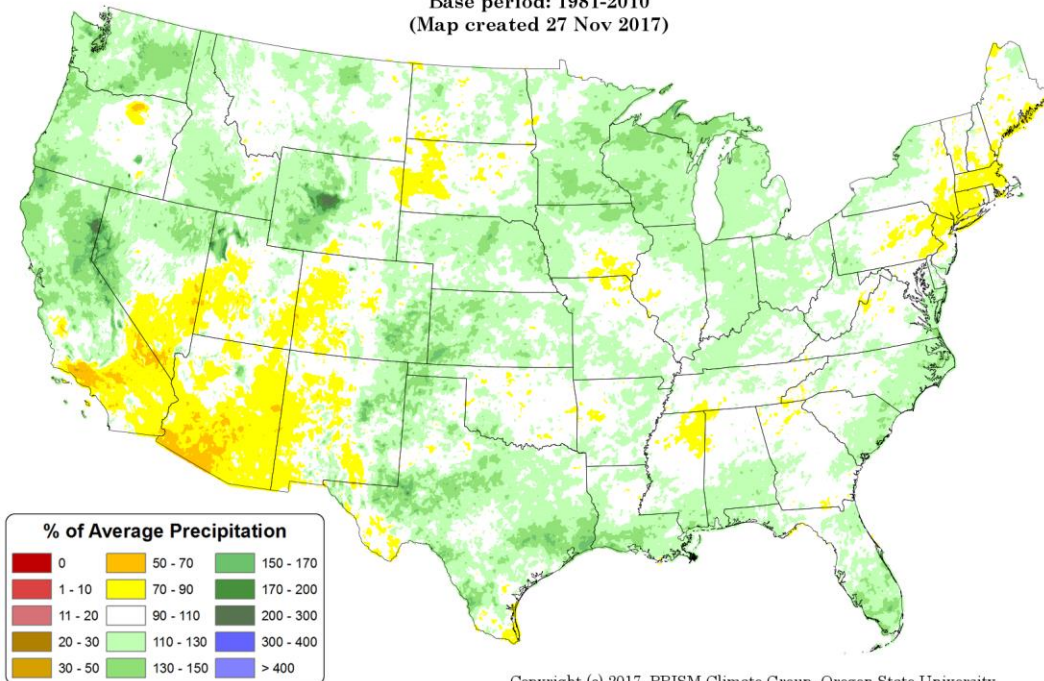 Base period: 1981-2010
(Map created 27 Nov 2017)
% of Average Precipitation
0
50 - 70
150 - 170
1 - 10
70 - 90
170 - 200
11 - 20
90 - 110
200 - 300
20 - 30
110 - 130
300 - 400
30 - 50
130 - 150
> 400
Copyright (c) 2017, PRISM Climate Group, Oregon State University